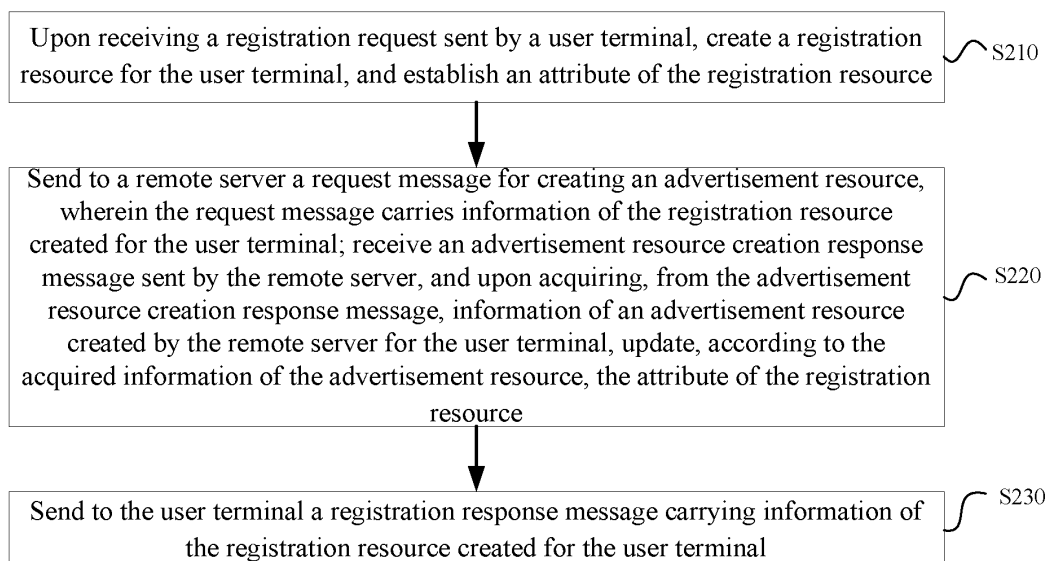 Upon receiving a registration request sent by a user terminal, create a registration
resource for the user terminal, and establish an attribute of the registration resource
S210
Send to a remote server a request message for creating an advertisement resource,
wherein the request message carries information of the registration resource
created for the user terminal; receive an advertisement resource creation response
message sent by the remote server, and upon acquiring, from the advertisement
resource creation response message, information of an advertisement resource
created by the remote server for the user terminal, update, according to the
acquired information of the advertisement resource, the attribute of the registration
resource
S220
Send to the user terminal a registration response message carrying information of
the registration resource created for the user terminal
S230